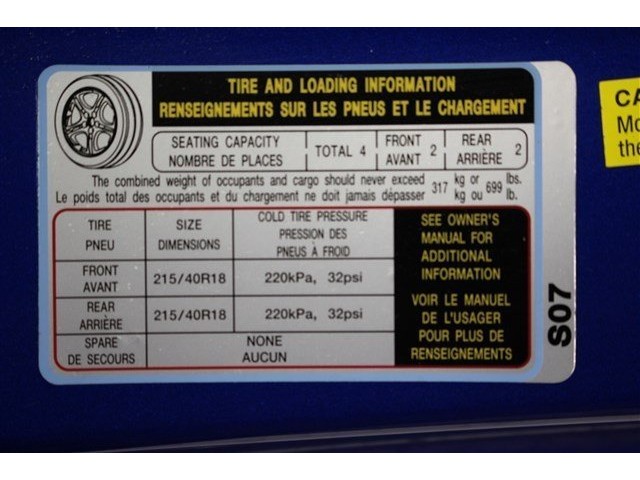 TIRE AND LOADING INFORMATION
RENSEIGNEMENTS SUR LES PNEUS ET LE CHARGEMENT
SEATING CAPACITY
NOMBRE DE PLACES
TOTAL 4
FRONT
AVANT 2
REAR
ARRIÈRE 2
The combined weight of occupants and cargo should never exceed 317 kg or 699 lbs.
Le poids total des occupants et du chargement ne doit jamais dépasser kg ou lb.
TIRE
PNEU
SIZE
DIMENSIONS
COLD TIRE PRESSURE
PRESSION DES
PNEUS À FROID
FRONT
AVANT
215/40R18
220kPa, 32psi
REAR
ARRIÈRE
215/40R18
220kPa, 32psi
SPARE
DE SECOURS
NONE
AUCUN
SEE OWNER'S
MANUAL FOR
ADDITIONAL
INFORMATION
VOIR LE MANUEL
DE L'USAGER
POUR PLUS DE
RENSEIGNEMENTS
S07
CA
Mo
the